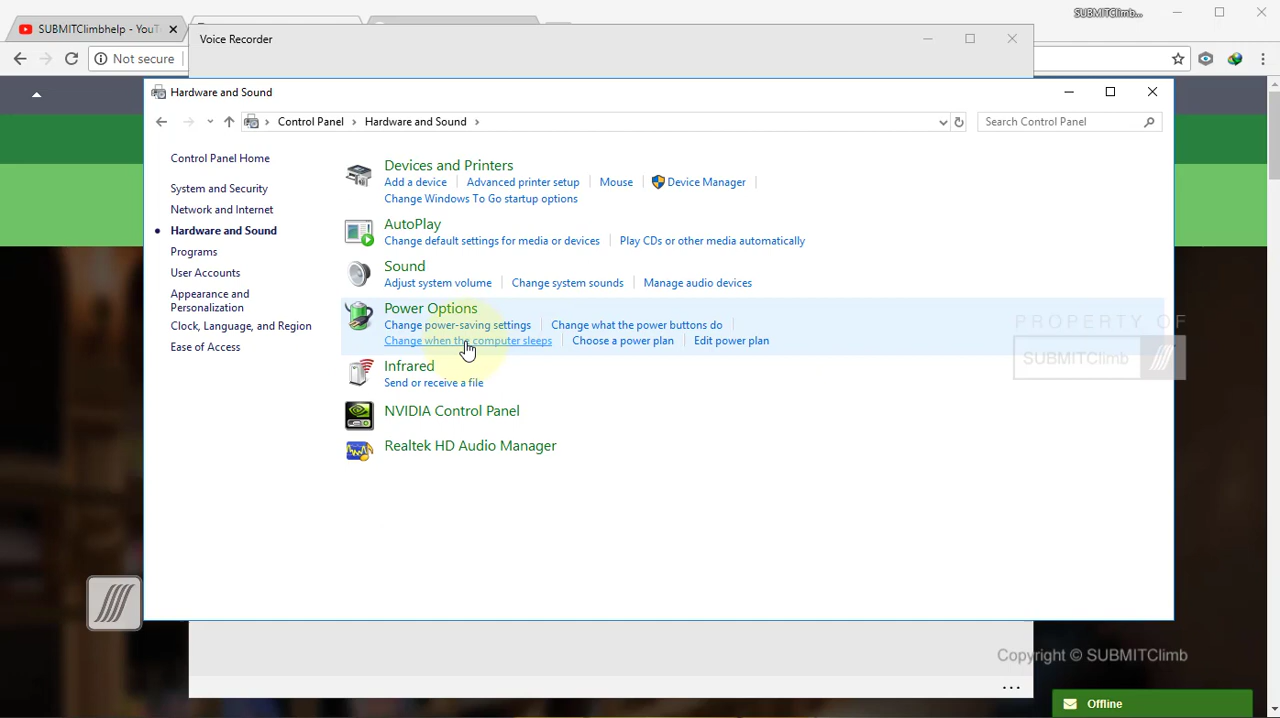 SUBMITClimbhelp - YouT
SUBMITClimb...
Voice Recorder
Not secure
Hardware and Sound
Control Panel > Hardware and Sound >
Search Control Panel
Control Panel Home
System and Security
Network and Internet
Hardware and Sound
Programs
User Accounts
Appearance and
Personalization
Clock, Language, and Region
Ease of Access
Devices and Printers
Add a device
Advanced printer setup
Mouse
Device Manager
Change Windows To Go startup options
AutoPlay
Change default settings for media or devices
Play CDs or other media automatically
Sound
Adjust system volume
Change system sounds
Manage audio devices
Power Options
Change power-saving settings
Change what the power buttons do
Change when the computer sleeps
Choose a power plan
Edit power plan
Infrared
Send or receive a file
NVIDIA Control Panel
Realtek HD Audio Manager
PROPERTY OF
SUBMITClimb
Copyright © SUBMITClimb
Offline